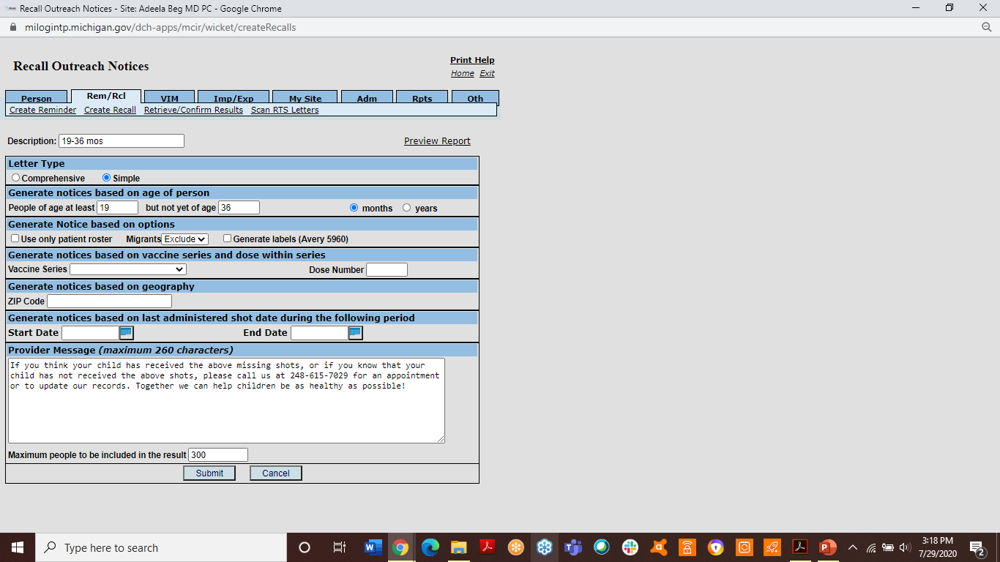 Recall Outreach Notices - Site: Adeela Beg MD PC - Google Chrome
milogintp.michigan.gov/dch-apps/mcir/wicket/createRecalls
Recall Outreach Notices
Print Help
Home Exit
Person Rem/Rcl VIM Imp/Exp My Site Adm Rpts Oth
Create Reminder Create Recall Retrieve/Confirm Results Scan RTS Letters
Description: 19-36 mos Preview Report
Letter Type
Comprehensive Simple
Generate notices based on age of person
People of age at least 19 but not yet of age 36 months years
Generate Notice based on options
Use only patient roster Migrants Exclude Generate labels (Avery 5960)
Generate notices based on vaccine series and dose within series
Vaccine Series Dose Number
Generate notices based on geography
ZIP Code
Generate notices based on last administered shot date during the following period
Start Date End Date
Provider Message (maximum 260 characters)
If you think your child has received the above missing shots, or if you know that your
child has not received the above shots, please call us at 248-615-7029 for an appointment
or to update our records. Together we can help children be as healthy as possible!
Maximum people to be included in the result 300
Submit Cancel
Type here to search
3:18 PM
7/29/2020
2